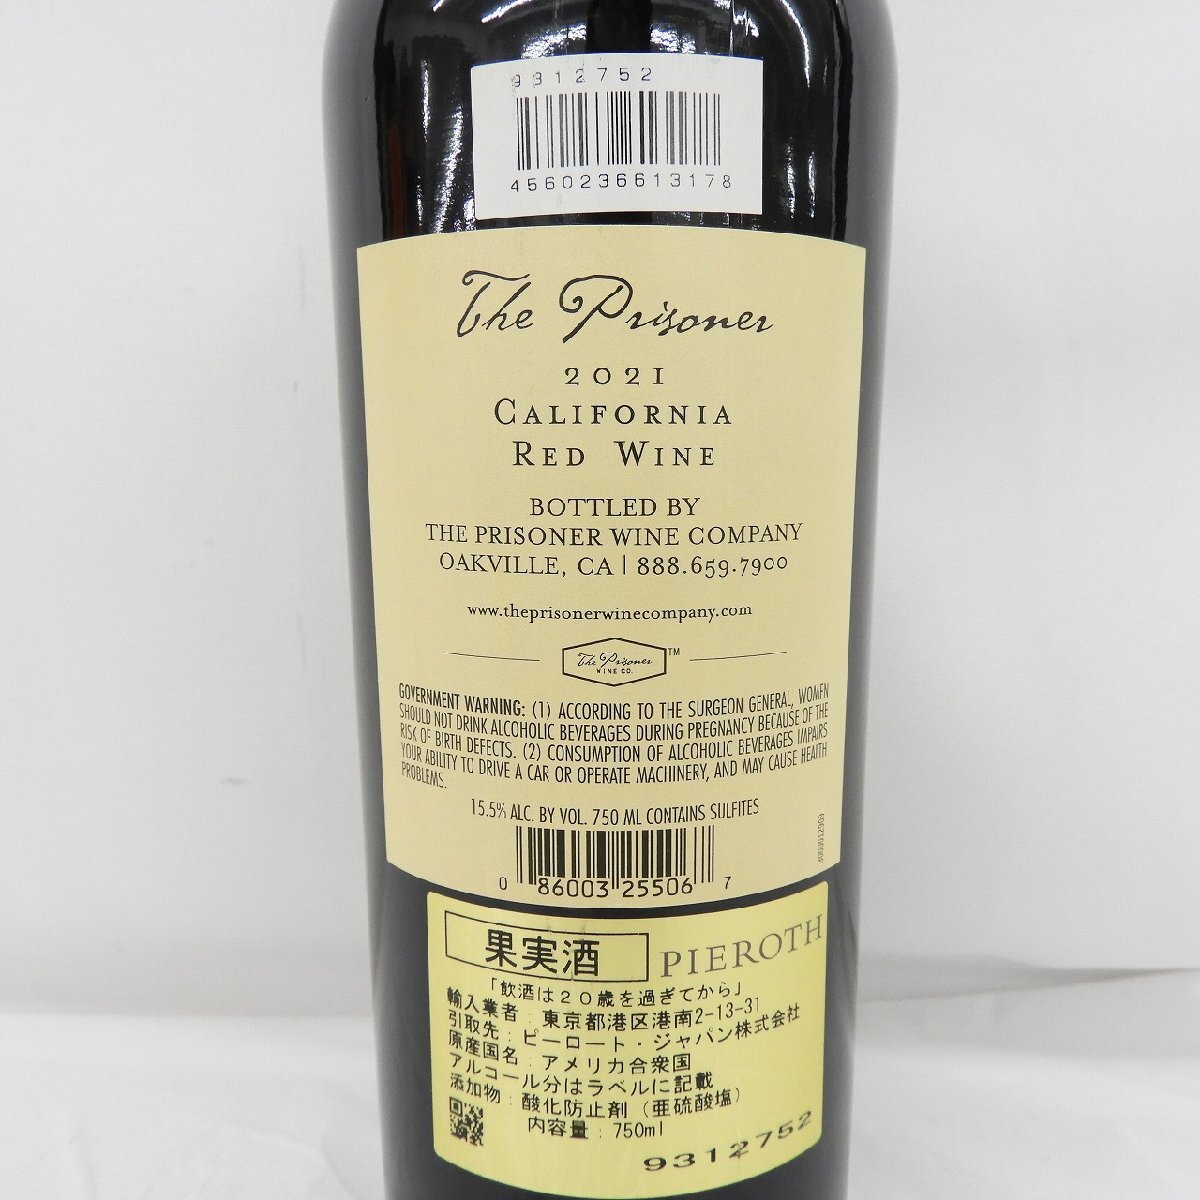 9312752
4560236613178
The Prisoner
2021
CALIFORNIA
RED WINE
BOTTLED BY
THE PRISONER WINE COMPANY
OAKVILLE, CA | 888.659.7900
www.theprisonerwinecompany.com
The Prisoner
WINE CO.
TM
GOVERNMENT WARNING: (1) ACCORDING TO THE SURGEON GENERAL, WOMEN
SHOULD NOT DRINK ALCOHOLIC BEVERAGES DURING PREGNANCY BECAUSE OF THE
RISK OF BIRTH DEFECTS. (2) CONSUMPTION OF ALCOHOLIC BEVERAGES IMPAIRS
YOUR ABILITY TO DRIVE A CAR OR OPERATE MACHINERY, AND MAY CAUSE HEALTH
PROBLEMS.
15.5% ALC. BY VOL. 750 ML CONTAINS SULFITES
0 86003 25506 7
果実酒 PIEROTH
「飲酒は20歳を過ぎてから」
輸入業者:東京都港区港南2-13-31
引取先:ピーロート・ジャパン株式会社
原産国名:アメリカ合衆国
アルコール分はラベルに記載
添加物:酸化防止剤(亜硫酸塩)
内容量:750ml
9312752